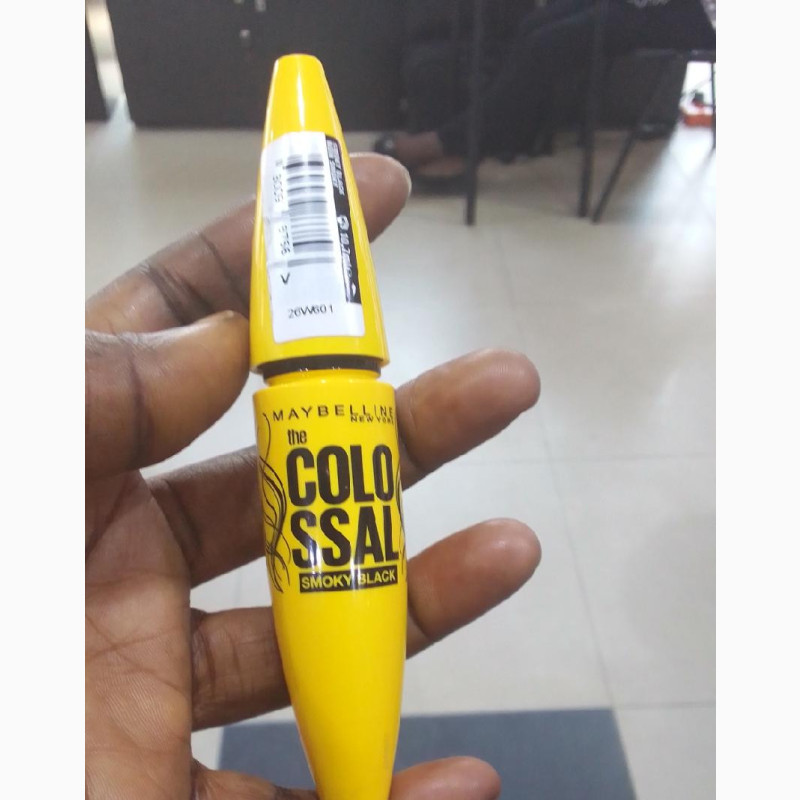 26W601
MAYBELLINE
NEW YORK
the
COLO
SSAL
SMOKY BLACK